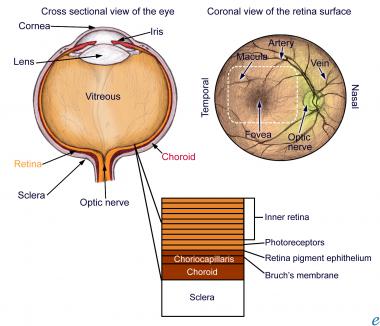 Cross sectional view of the eye
Cornea
Iris
Lens
Vitreous
Retina
Choroid
Sclera
Optic nerve
Coronal view of the retina surface
Artery
Macula
Vein
Temporal
Nasal
Fovea
Optic
nerve
Inner retina
Photoreceptors
Retina pigment ephithelium
Choriocapillaris
Bruch's membrane
Choroid
Sclera
e